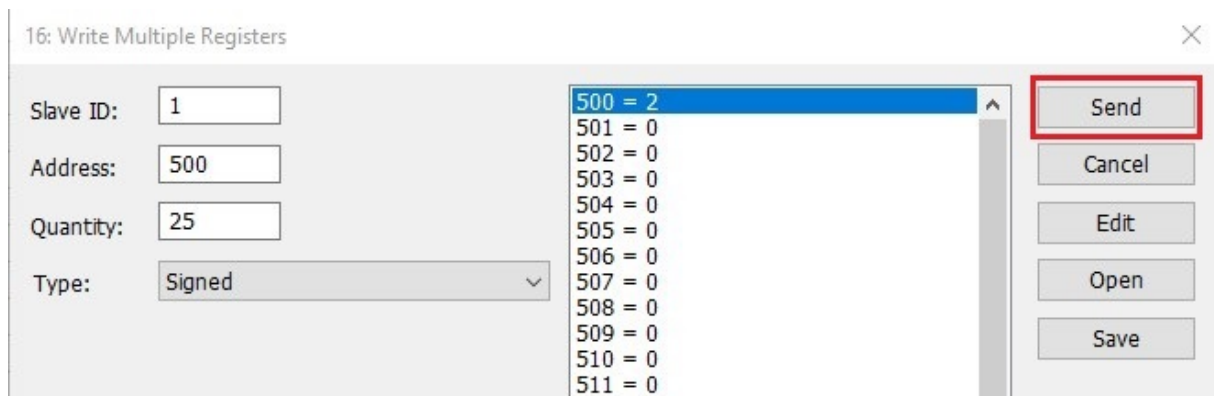 16: Write Multiple Registers
Slave ID: 1
Address: 500
Quantity: 25
Type: Signed
500 = 2
501 = 0
502 = 0
503 = 0
504 = 0
505 = 0
506 = 0
507 = 0
508 = 0
509 = 0
510 = 0
511 = 0
Send
Cancel
Edit
Open
Save